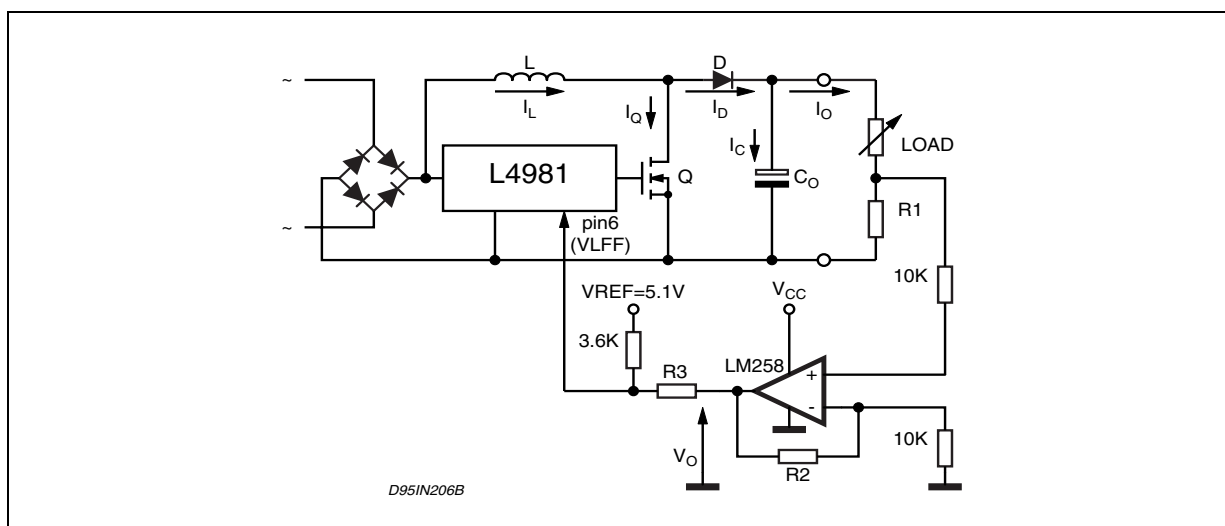 ~
L
D
I_L
I_Q
I_D
I_O
L4981
Q
I_C
C_O
LOAD
R1
~
pin6
(VLFF)
VREF=5.1V
V_CC
10K
3.6K
LM258
R3
+
-
10K
V_O
R2
D95IN206B